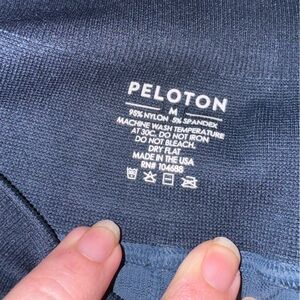 PELOTON
M
95% NYLON 5% SPANDEX
MACHINE WASH TEMPERATURE
AT 30C. DO NOT IRON
DO NOT BLEACH.
DRY FLAT
MADE IN THE USA
RN# 104688